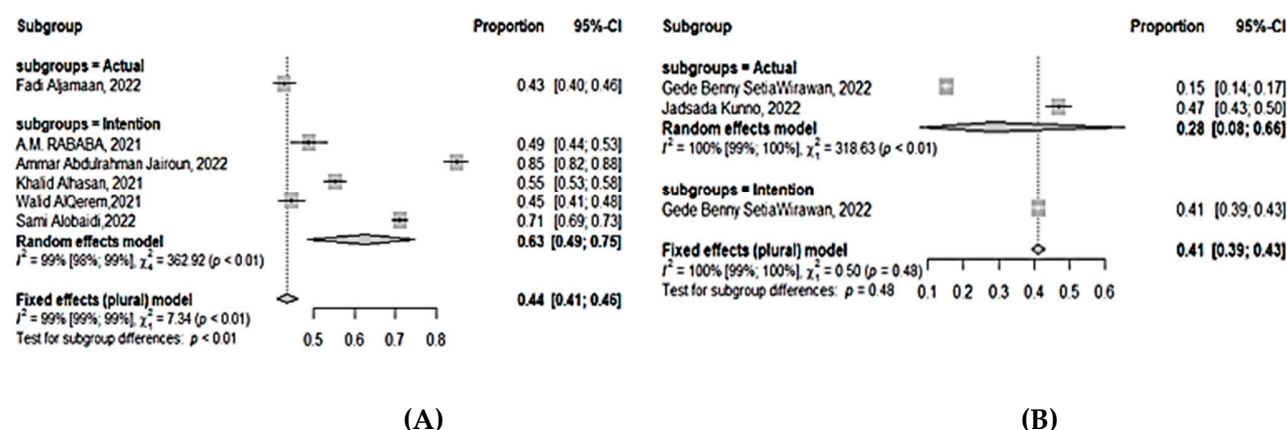 Subgroup Proportion 95%-CI
subgroups = Actual
Fadi Aljamaan, 2022 0.43 [0.40; 0.46]
subgroups = Intention
A.M. RABABA, 2021 0.49 [0.44; 0.53]
Ammar Abdulrahman Jairoun, 2022 0.85 [0.82; 0.88]
Khalid Alhasan, 2021 0.55 [0.53; 0.58]
Walid AlQerem,2021 0.45 [0.41; 0.48]
Sami Alobaidi,2022 0.71 [0.69; 0.73]
Random effects model 0.63 [0.49; 0.75]
I² = 99% [98%; 99%], χ²₄ = 362.92 (p < 0.01)
Fixed effects (plural) model 0.44 [0.41; 0.46]
I² = 99% [99%; 99%], χ²₁ = 7.34 (p < 0.01)
Test for subgroup differences: p < 0.01
0.5 0.6 0.7 0.8
(A)
Subgroup Proportion 95%-CI
subgroups = Actual
Gede Benny SetiaWirawan, 2022 0.15 [0.14; 0.17]
Jadsada Kunno, 2022 0.47 [0.43; 0.50]
Random effects model 0.28 [0.08; 0.66]
I² = 100% [99%; 100%], χ²₁ = 318.63 (p < 0.01)
subgroups = Intention
Gede Benny SetiaWirawan, 2022 0.41 [0.39; 0.43]
Fixed effects (plural) model 0.41 [0.39; 0.43]
I² = 100% [99%; 100%], χ²₁ = 0.50 (p = 0.48)
Test for subgroup differences: p = 0.48
0.1 0.2 0.3 0.4 0.5 0.6
(B)